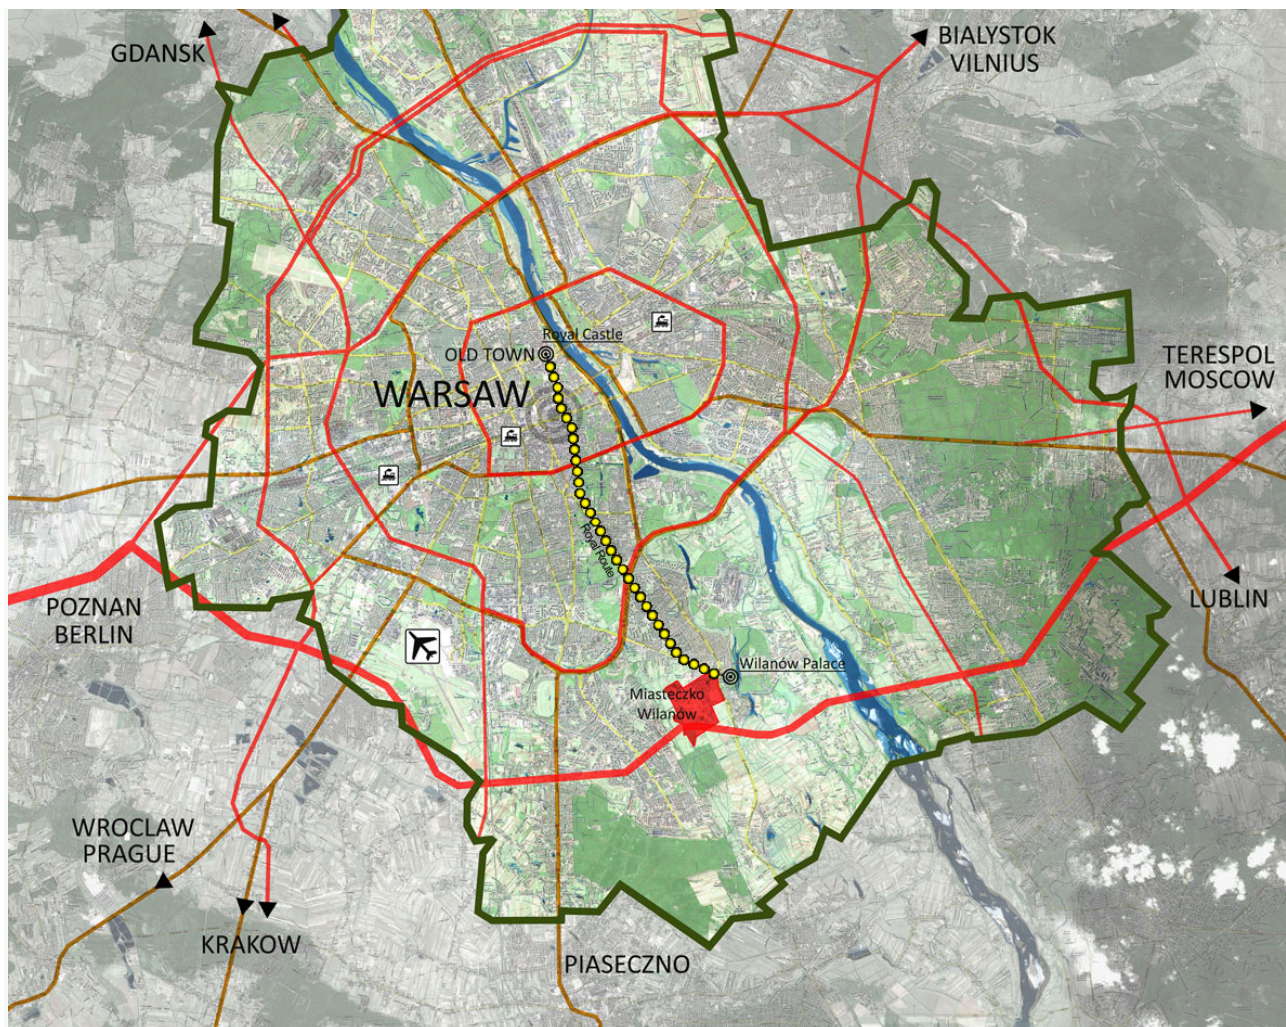 GDANSK
BIALYSTOK
VILNIUS
Royal Castle
OLD TOWN
WARSAW
TERESPOL
MOSCOW
Royal Route
POZNAN
BERLIN
LUBLIN
Wilanów Palace
Miasteczko
Wilanów
WROCLAW
PRAGUE
KRAKOW
PIASECZNO